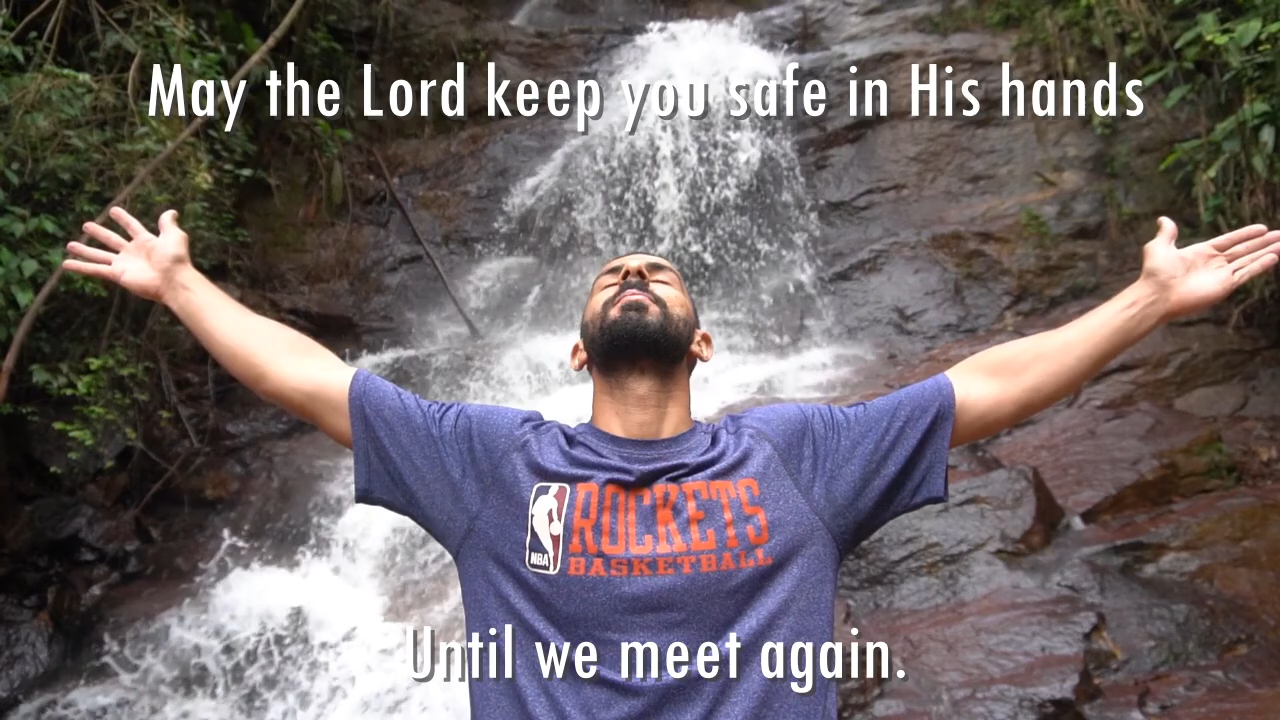 May the Lord keep you safe in His hands
ROCKETS
NBA
BASKETBALL
Until we meet again.